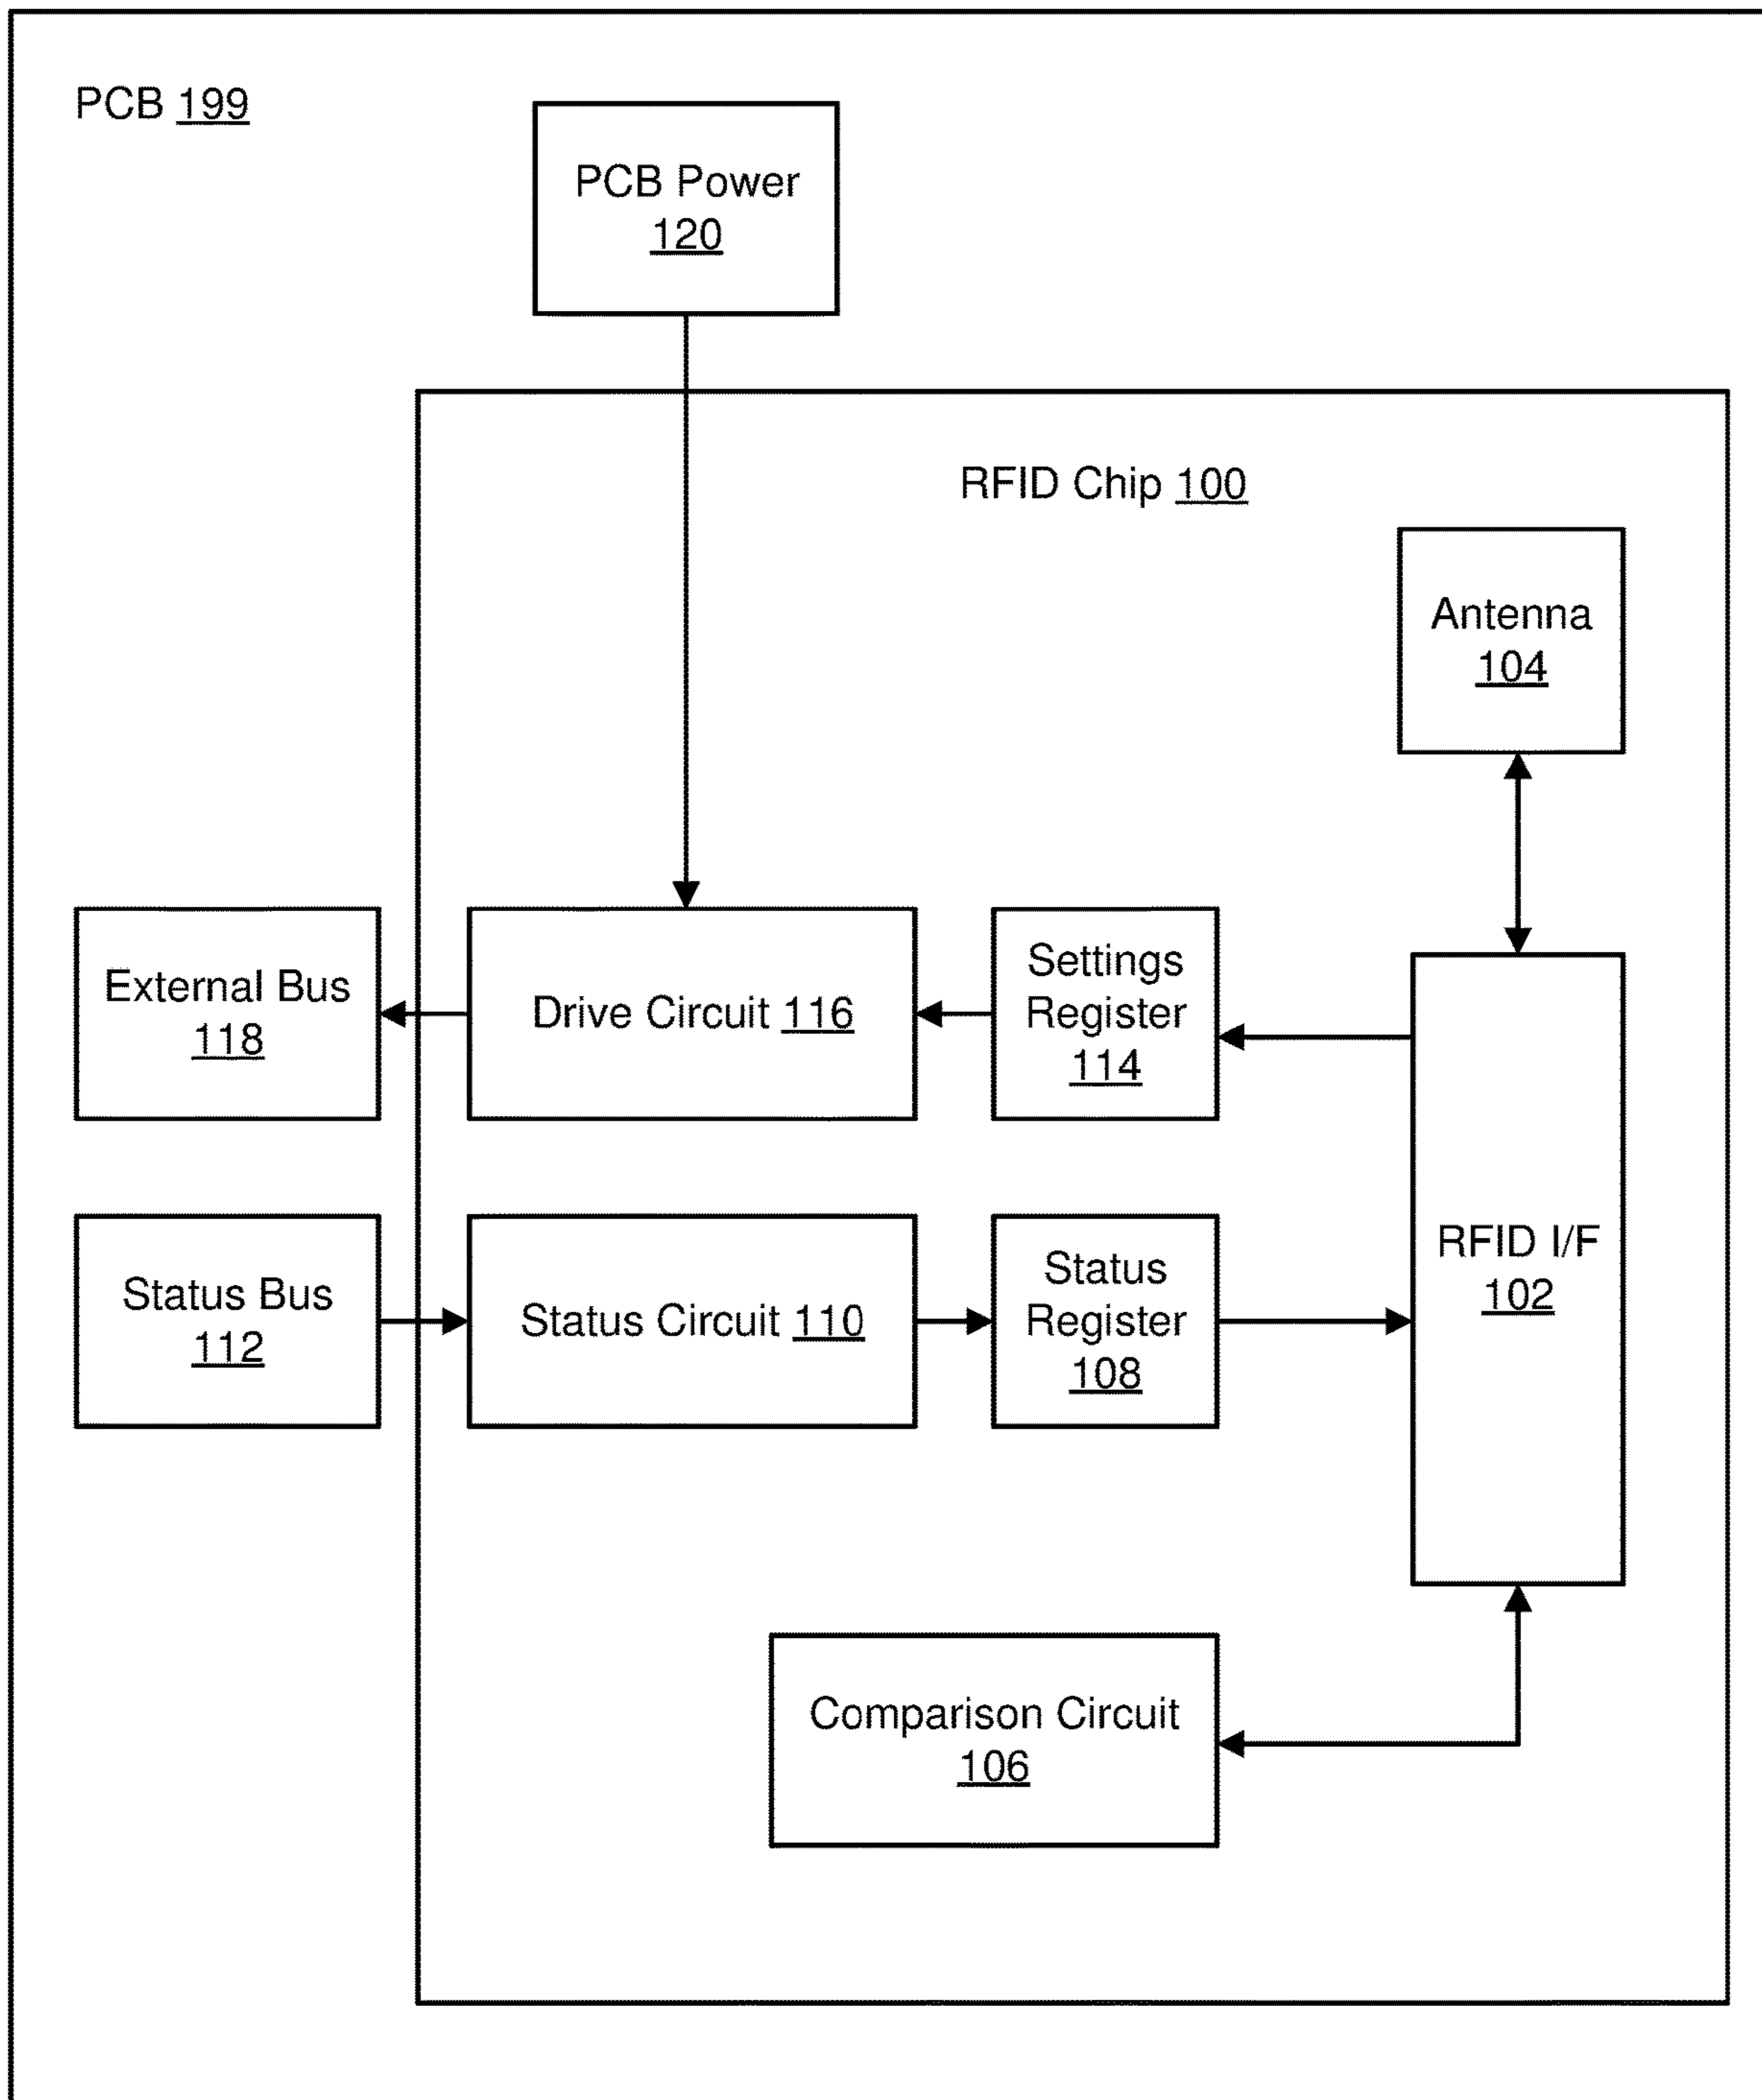 PCB 199
PCB Power
120
RFID Chip 100
Antenna
104
External Bus
118
Drive Circuit 116
Settings
Register
114
Status Bus
112
Status Circuit 110
Status
Register
108
RFID I/F
102
Comparison Circuit
106